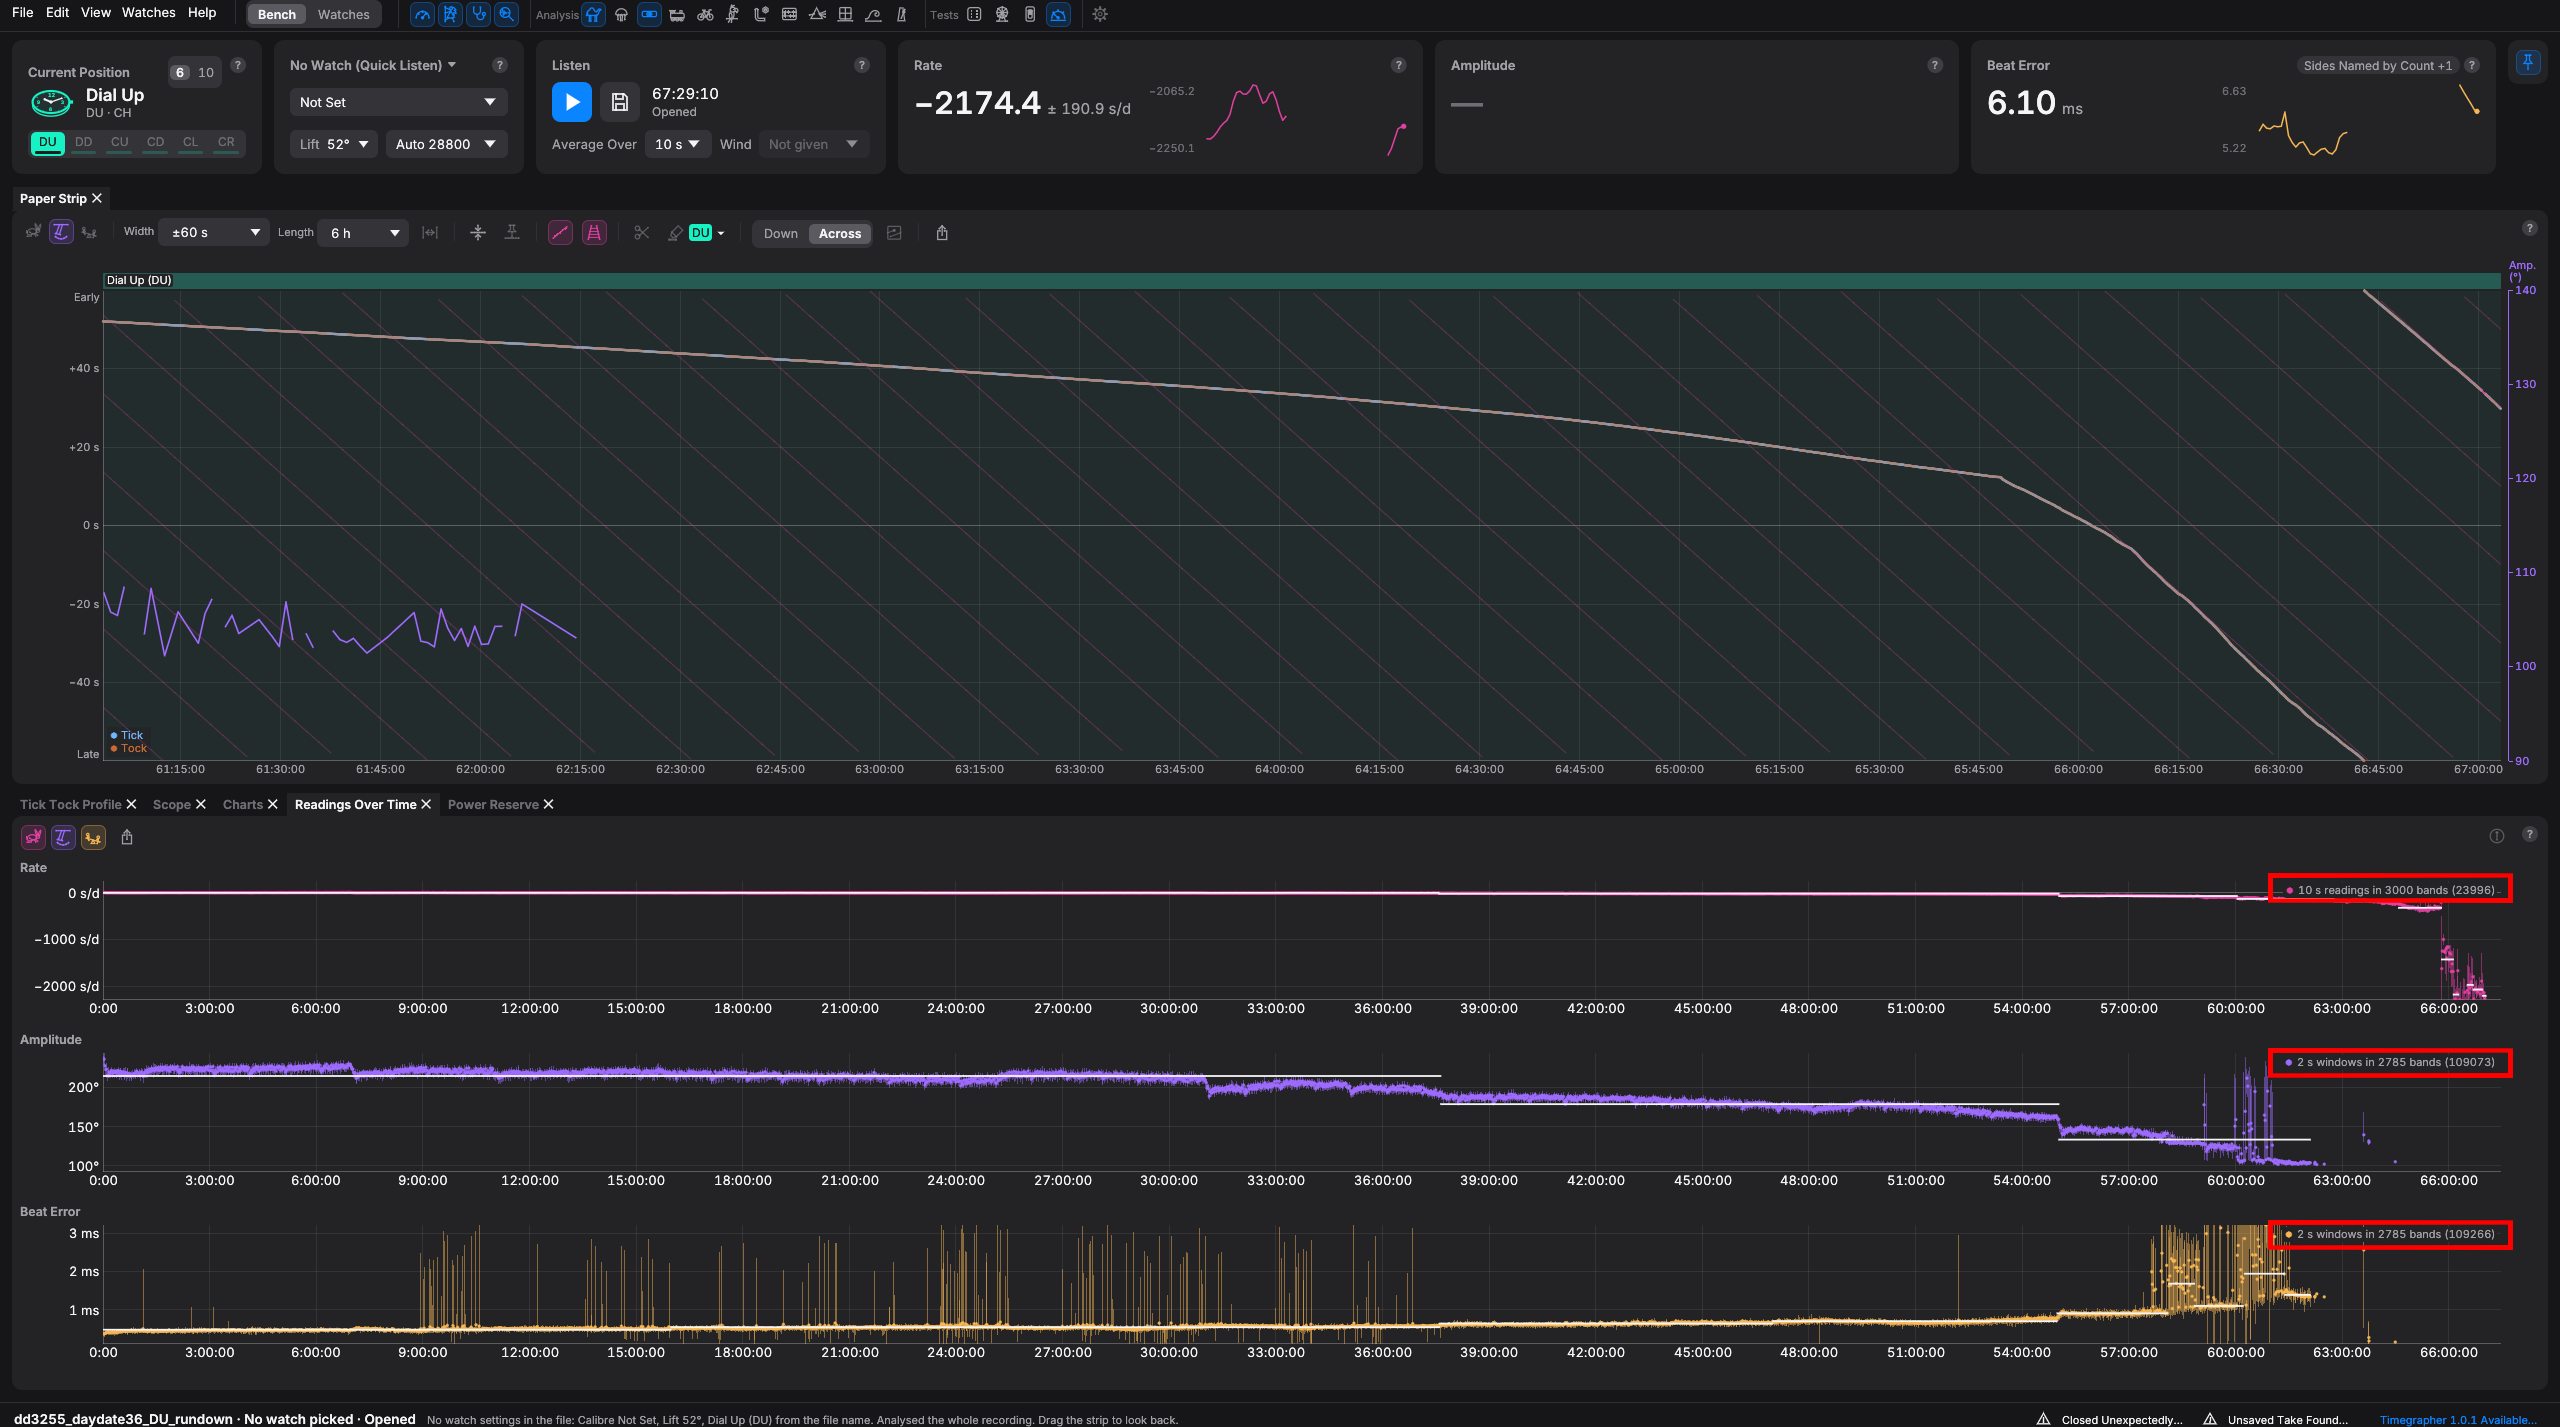 File Edit View Watches Help Bench Watches Analysis Tests
Current Position 6 10 ?
Dial Up
DU · CH
DU DD CU CD CL CR
No Watch (Quick Listen) ?
Not Set
Lift 52° Auto 28800
Listen ?
67:29:10
Opened
Average Over 10 s Wind Not given
Rate ?
−2174.4 ± 190.9 s/d
−2065.2
−2250.1
Amplitude ?
—
Beat Error Sides Named by Count +1 ?
6.10 ms
6.63
5.22
Paper Strip
Width ±60 s Length 6 h DU Down Across ?
Dial Up (DU)
Amp. (°)
Early
+40 s
+20 s
0 s
−20 s
−40 s
Late
140
130
120
110
100
90
Tick
Tock
61:15:00 61:30:00 61:45:00 62:00:00 62:15:00 62:30:00 62:45:00 63:00:00 63:15:00 63:30:00 63:45:00 64:00:00 64:15:00 64:30:00 64:45:00 65:00:00 65:15:00 65:30:00 65:45:00 66:00:00 66:15:00 66:30:00 66:45:00 67:00:00
Tick Tock Profile Scope Charts Readings Over Time Power Reserve
?
Rate
10 s readings in 3000 bands (23996)
0 s/d
−1000 s/d
−2000 s/d
0:00 3:00:00 6:00:00 9:00:00 12:00:00 15:00:00 18:00:00 21:00:00 24:00:00 27:00:00 30:00:00 33:00:00 36:00:00 39:00:00 42:00:00 45:00:00 48:00:00 51:00:00 54:00:00 57:00:00 60:00:00 63:00:00 66:00:00
Amplitude
2 s windows in 2785 bands (109073)
200°
150°
100°
0:00 3:00:00 6:00:00 9:00:00 12:00:00 15:00:00 18:00:00 21:00:00 24:00:00 27:00:00 30:00:00 33:00:00 36:00:00 39:00:00 42:00:00 45:00:00 48:00:00 51:00:00 54:00:00 57:00:00 60:00:00 63:00:00 66:00:00
Beat Error
2 s windows in 2785 bands (109266)
3 ms
2 ms
1 ms
0:00 3:00:00 6:00:00 9:00:00 12:00:00 15:00:00 18:00:00 21:00:00 24:00:00 27:00:00 30:00:00 33:00:00 36:00:00 39:00:00 42:00:00 45:00:00 48:00:00 51:00:00 54:00:00 57:00:00 60:00:00 63:00:00 66:00:00
dd3255_daydate36_DU_rundown · No watch picked · Opened No watch settings in the file: Calibre Not Set, Lift 52°, Dial Up (DU) from the file name. Analysed the whole recording. Drag the strip to look back. Closed Unexpectedly... Unsaved Take Found... Timegrapher 1.0.1 Available...